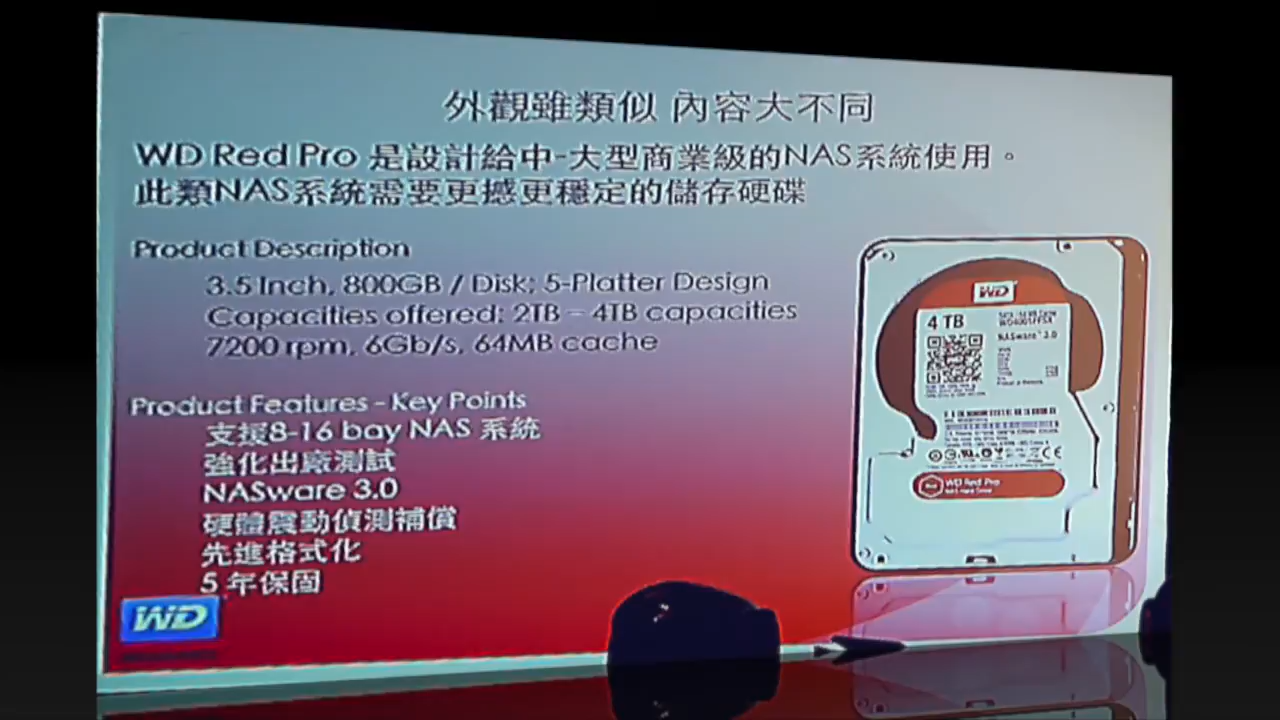 外觀雖類似 內容大不同
WD Red Pro 是設計給中-大型商業級的NAS系統使用。
此類NAS系統需要更撼更穩定的儲存硬碟
Product Description
3.5 Inch, 800GB / Disk; 5-Platter Design
Capacities offered: 2TB – 4TB capacities
7200 rpm, 6Gb/s, 64MB cache
Product Features - Key Points
支援8-16 bay NAS 系統
強化出廠測試
NASware 3.0
硬體震動偵測補償
先進格式化
5 年保固
WD
WD
4 TB
NASware 3.0
WD Red Pro